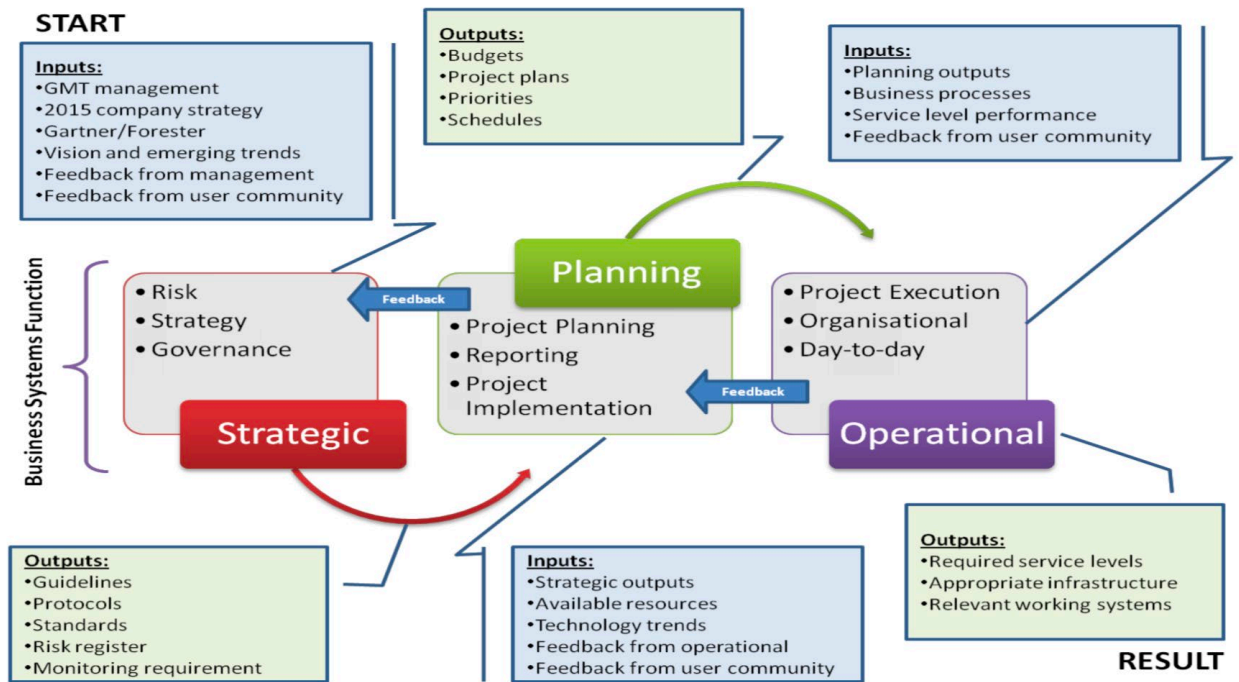 START
Inputs:
•GMT management
•2015 company strategy
•Gartner/Forester
•Vision and emerging trends
•Feedback from management
•Feedback from user community
Outputs:
•Budgets
•Project plans
•Priorities
•Schedules
Inputs:
•Planning outputs
•Business processes
•Service level performance
•Feedback from user community
Business Systems Function
•Risk
•Strategy
•Governance
Strategic
Feedback
Planning
•Project Planning
•Reporting
•Project
Implementation
Feedback
•Project Execution
•Organisational
•Day-to-day
Operational
Outputs:
•Guidelines
•Protocols
•Standards
•Risk register
•Monitoring requirement
Inputs:
•Strategic outputs
•Available resources
•Technology trends
•Feedback from operational
•Feedback from user community
Outputs:
•Required service levels
•Appropriate infrastructure
•Relevant working systems
RESULT